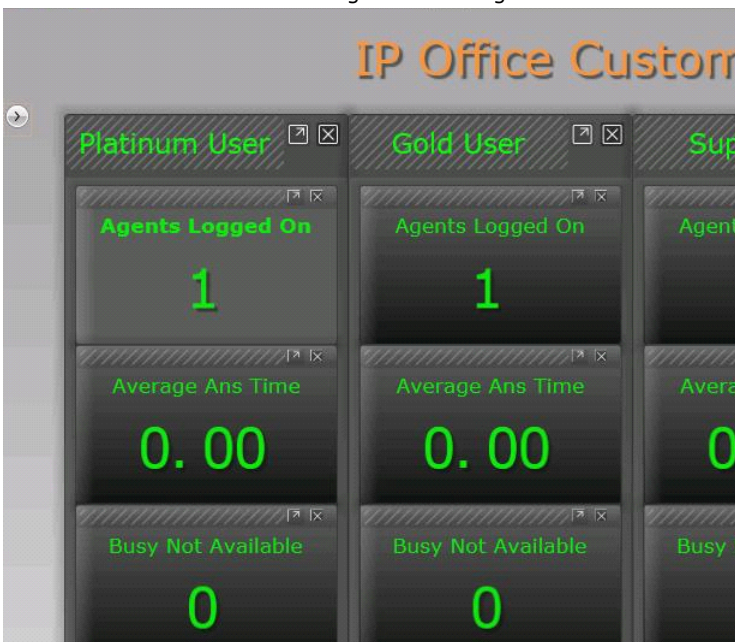 IP Office Custom
Platinum User
Gold User
Sup
Agents Logged On
1
Agents Logged On
1
Agent
Average Ans Time
0.00
Average Ans Time
0.00
Avera
0
Busy Not Available
0
Busy Not Available
0
Busy